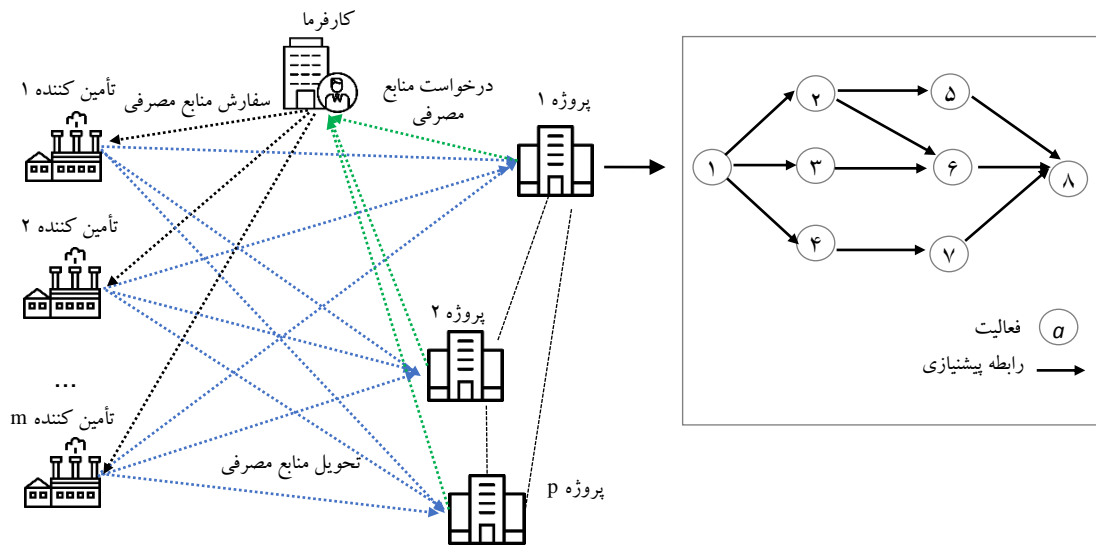 کارفرما
تأمین کننده ۱
سفارش منابع مصرفی
درخواست منابع
مصرفی
پروژه ۱
تأمین کننده ۲
پروژه ۲
...
تأمین کننده m
تحویل منابع مصرفی
پروژه p
۱
۲
۳
۴
۵
۶
۷
۸
فعالیت a
رابطه پیشنیازی